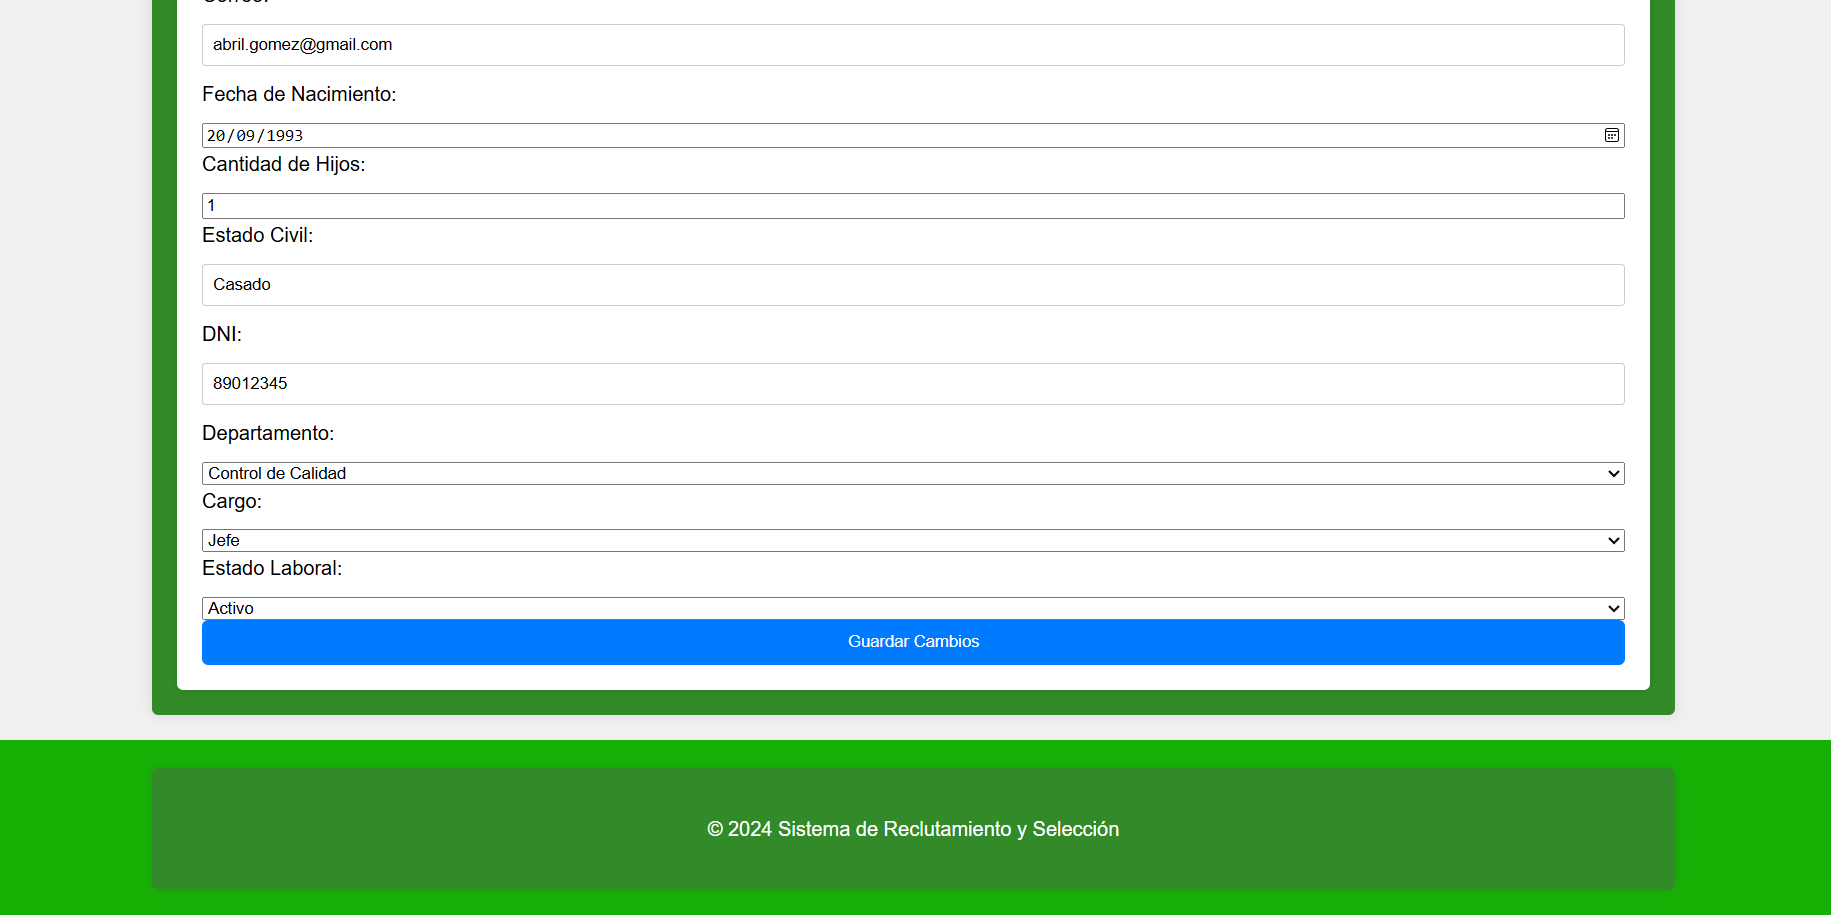 abril.gomez@gmail.com
Fecha de Nacimiento:
20/09/1993
Cantidad de Hijos:
1
Estado Civil:
Casado
DNI:
89012345
Departamento:
Control de Calidad
Cargo:
Jefe
Estado Laboral:
Activo
Guardar Cambios
© 2024 Sistema de Reclutamiento y Selección